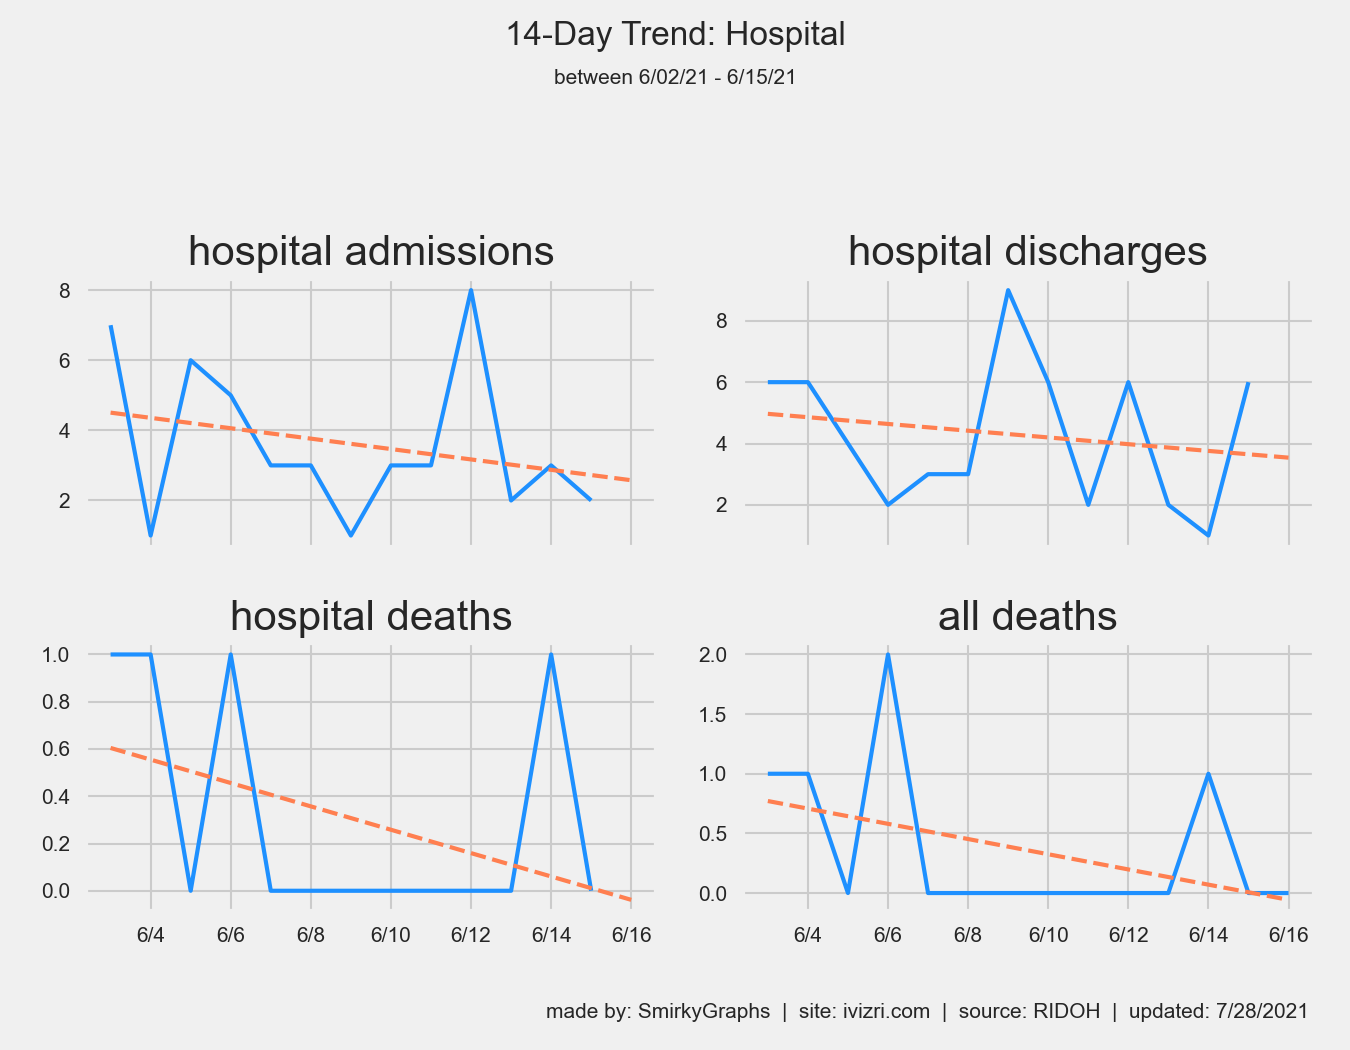 14-Day Trend: Hospital
between 6/02/21 - 6/15/21
hospital admissions
8
6
4
2
hospital discharges
8
6
4
2
hospital deaths
1.0
0.8
0.6
0.4
0.2
0.0
6/4 6/6 6/8 6/10 6/12 6/14 6/16
all deaths
2.0
1.5
1.0
0.5
0.0
6/4 6/6 6/8 6/10 6/12 6/14 6/16
made by: SmirkyGraphs | site: ivizri.com | source: RIDOH | updated: 7/28/2021